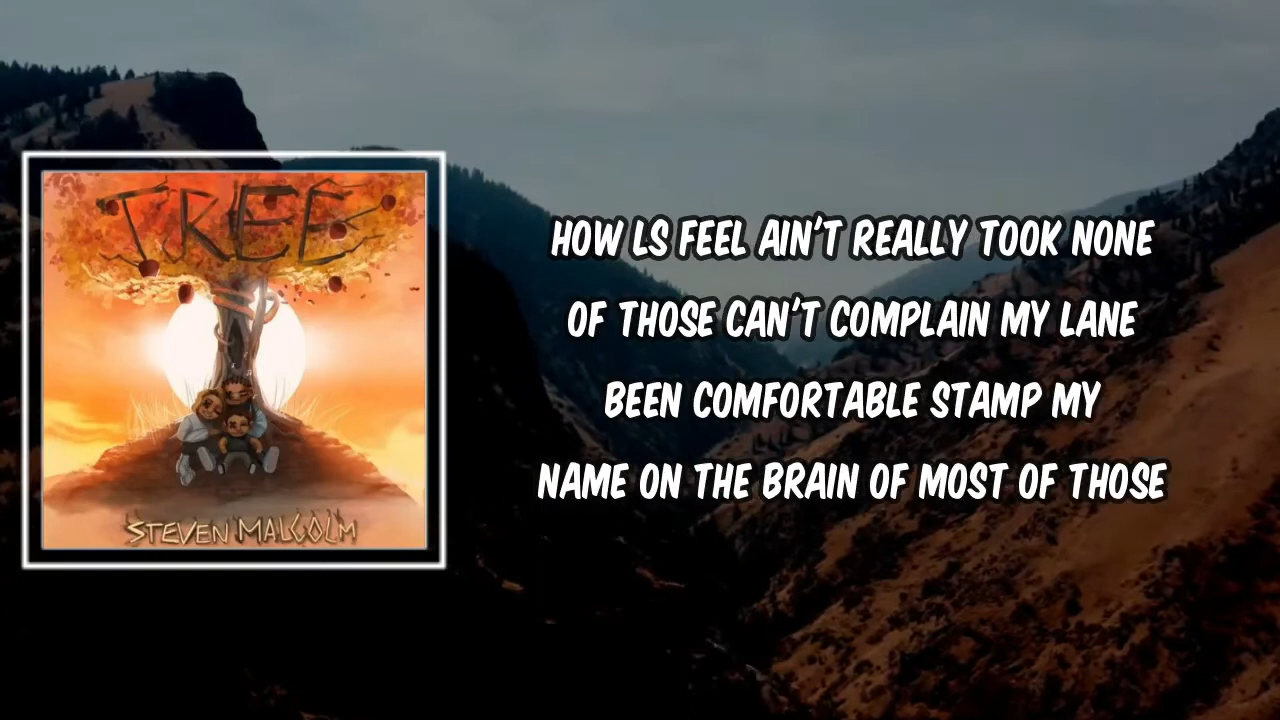 TREE
STEVEN MALCOLM
HOW LS FEEL AIN'T REALLY TOOK NONE
OF THOSE CAN'T COMPLAIN MY LANE
BEEN COMFORTABLE STAMP MY
NAME ON THE BRAIN OF MOST OF THOSE